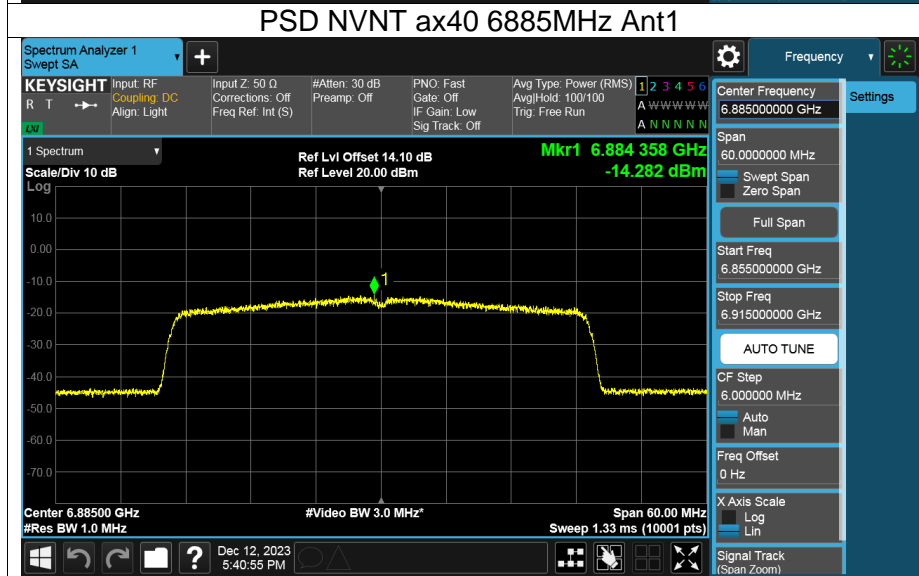 PSD NVNT ax40 6885MHz Ant1
Spectrum Analyzer 1
Swept SA
+
Frequency
KEYSIGHT
R T
LXI
Input: RF
Coupling: DC
Align: Light
Input Z: 50 Ω
Corrections: Off
Freq Ref: Int (S)
#Atten: 30 dB
Preamp: Off
PNO: Fast
Gate: Off
IF Gain: Low
Sig Track: Off
Avg Type: Power (RMS)
Avg|Hold: 100/100
Trig: Free Run
1 2 3 4 5 6
A W W W W W
A N N N N N
Center Frequency
6.885000000 GHz
Settings
1 Spectrum
Scale/Div 10 dB
Log
Ref Lvl Offset 14.10 dB
Ref Level 20.00 dBm
Mkr1 6.884 358 GHz
-14.282 dBm
Span
60.0000000 MHz
Swept Span
Zero Span
Full Span
Start Freq
6.855000000 GHz
Stop Freq
6.915000000 GHz
AUTO TUNE
CF Step
6.000000 MHz
Auto
Man
Freq Offset
0 Hz
X Axis Scale
Log
Lin
Signal Track
(Span Zoom)
10.0
0.00
-10.0
-20.0
-30.0
-40.0
-50.0
-60.0
-70.0
1
Center 6.88500 GHz
#Res BW 1.0 MHz
#Video BW 3.0 MHz*
Span 60.00 MHz
Sweep 1.33 ms (10001 pts)
?
Dec 12, 2023
5:40:55 PM